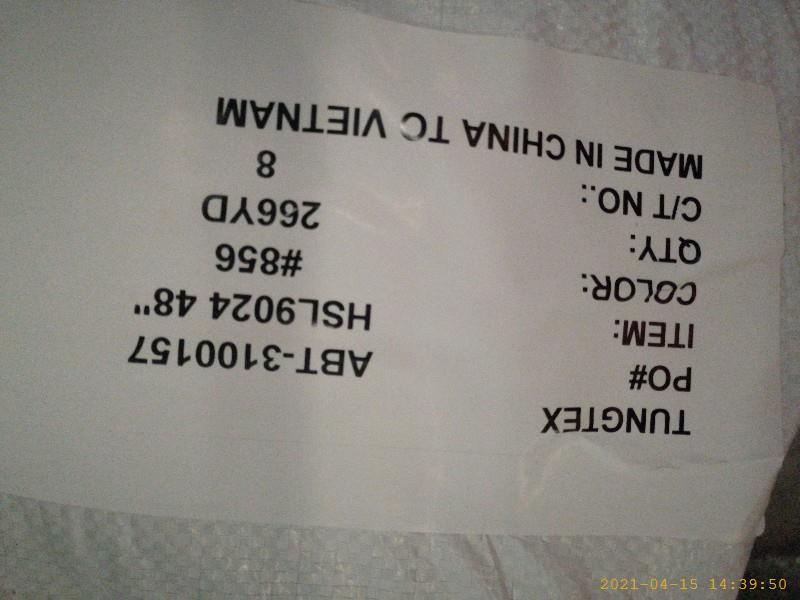 TUNGTEX
PO# ABT-3100157
ITEM: HSL9024 48"
COLOR: #856
QTY: 266YD
C/T NO.: 8
MADE IN CHINA TO VIETNAM
2021-04-15 14:39:50